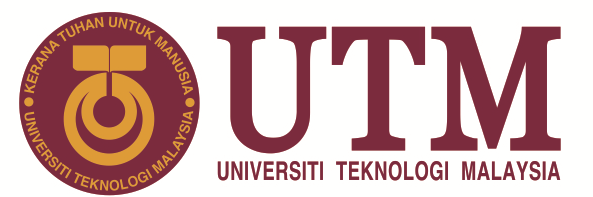 KERANA TUHAN UNTUK MANUSIA
UNIVERSITI TEKNOLOGI MALAYSIA
UTM
UNIVERSITI TEKNOLOGI MALAYSIA